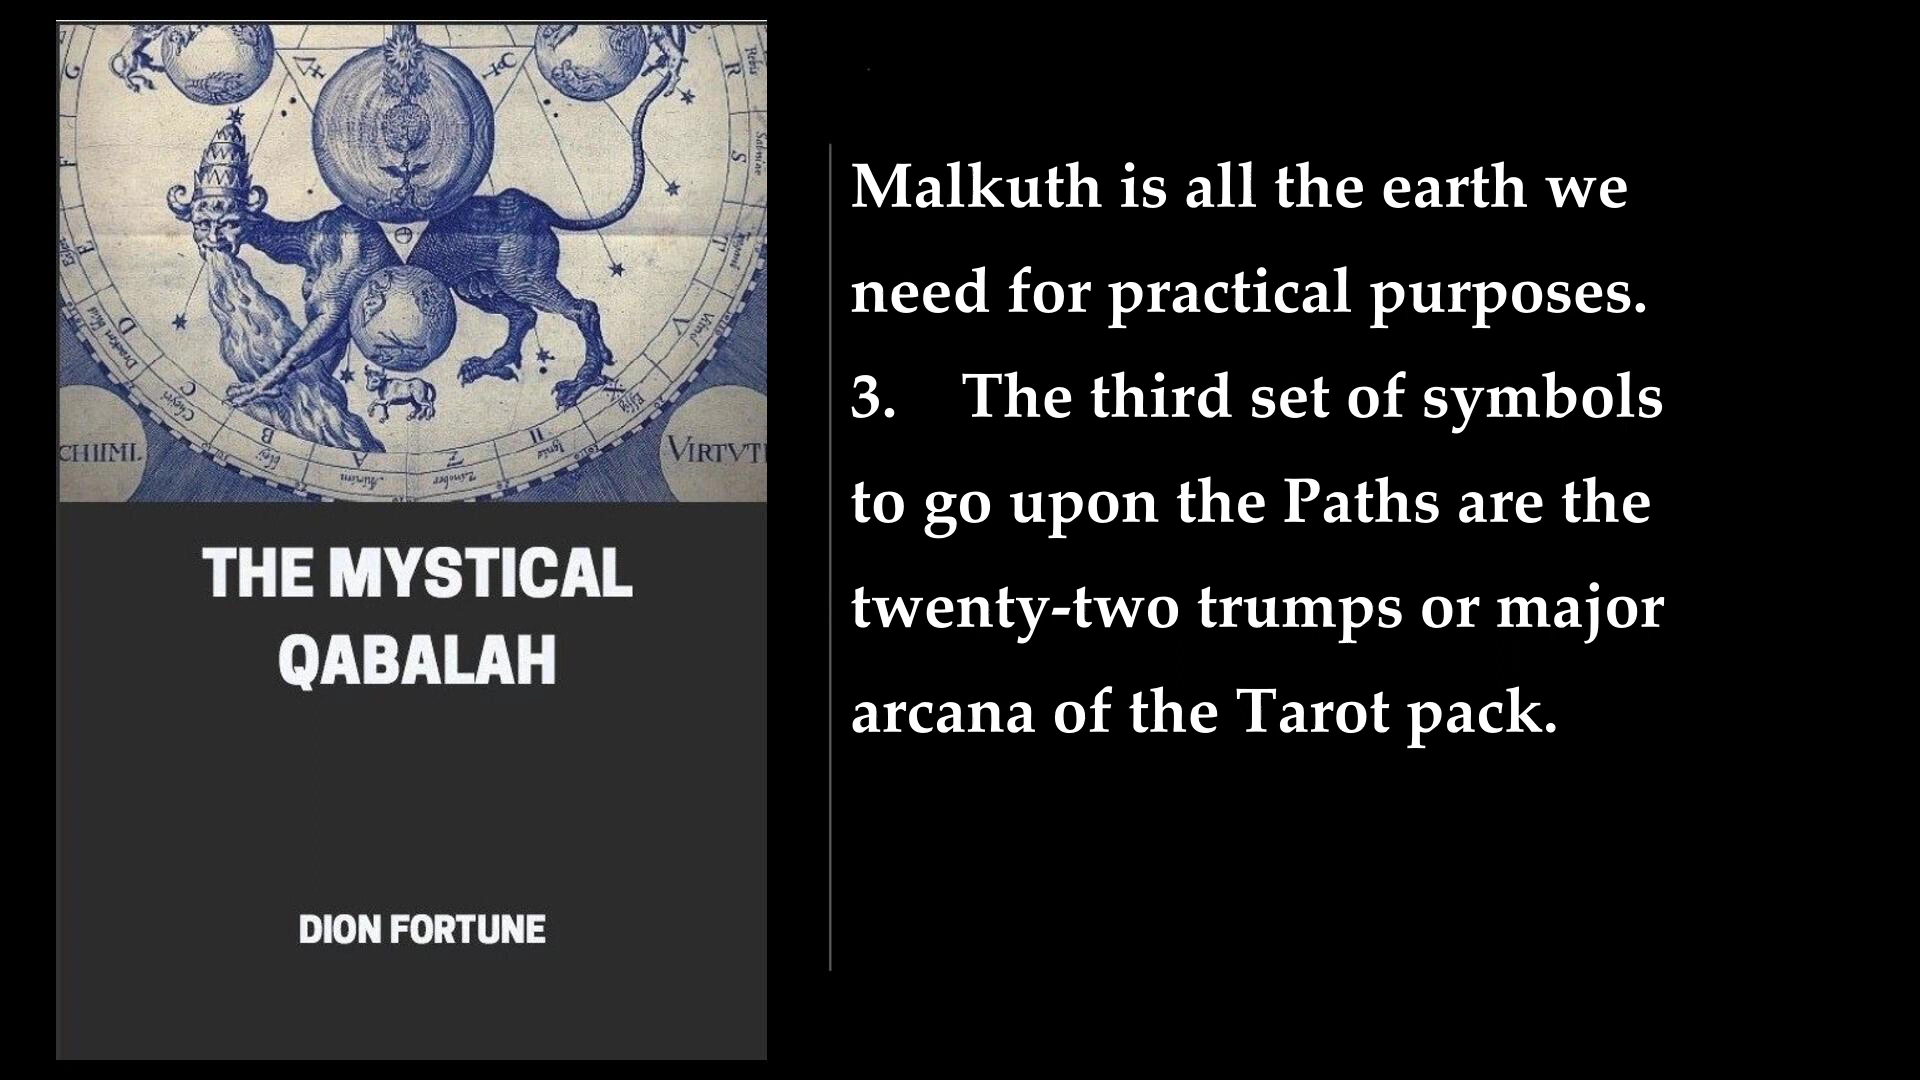 THE MYSTICAL
QABALAH
DION FORTUNE
CHIIMI.
VIRTVTI
Malkuth is all the earth we
need for practical purposes.
3. The third set of symbols
to go upon the Paths are the
twenty-two trumps or major
arcana of the Tarot pack.